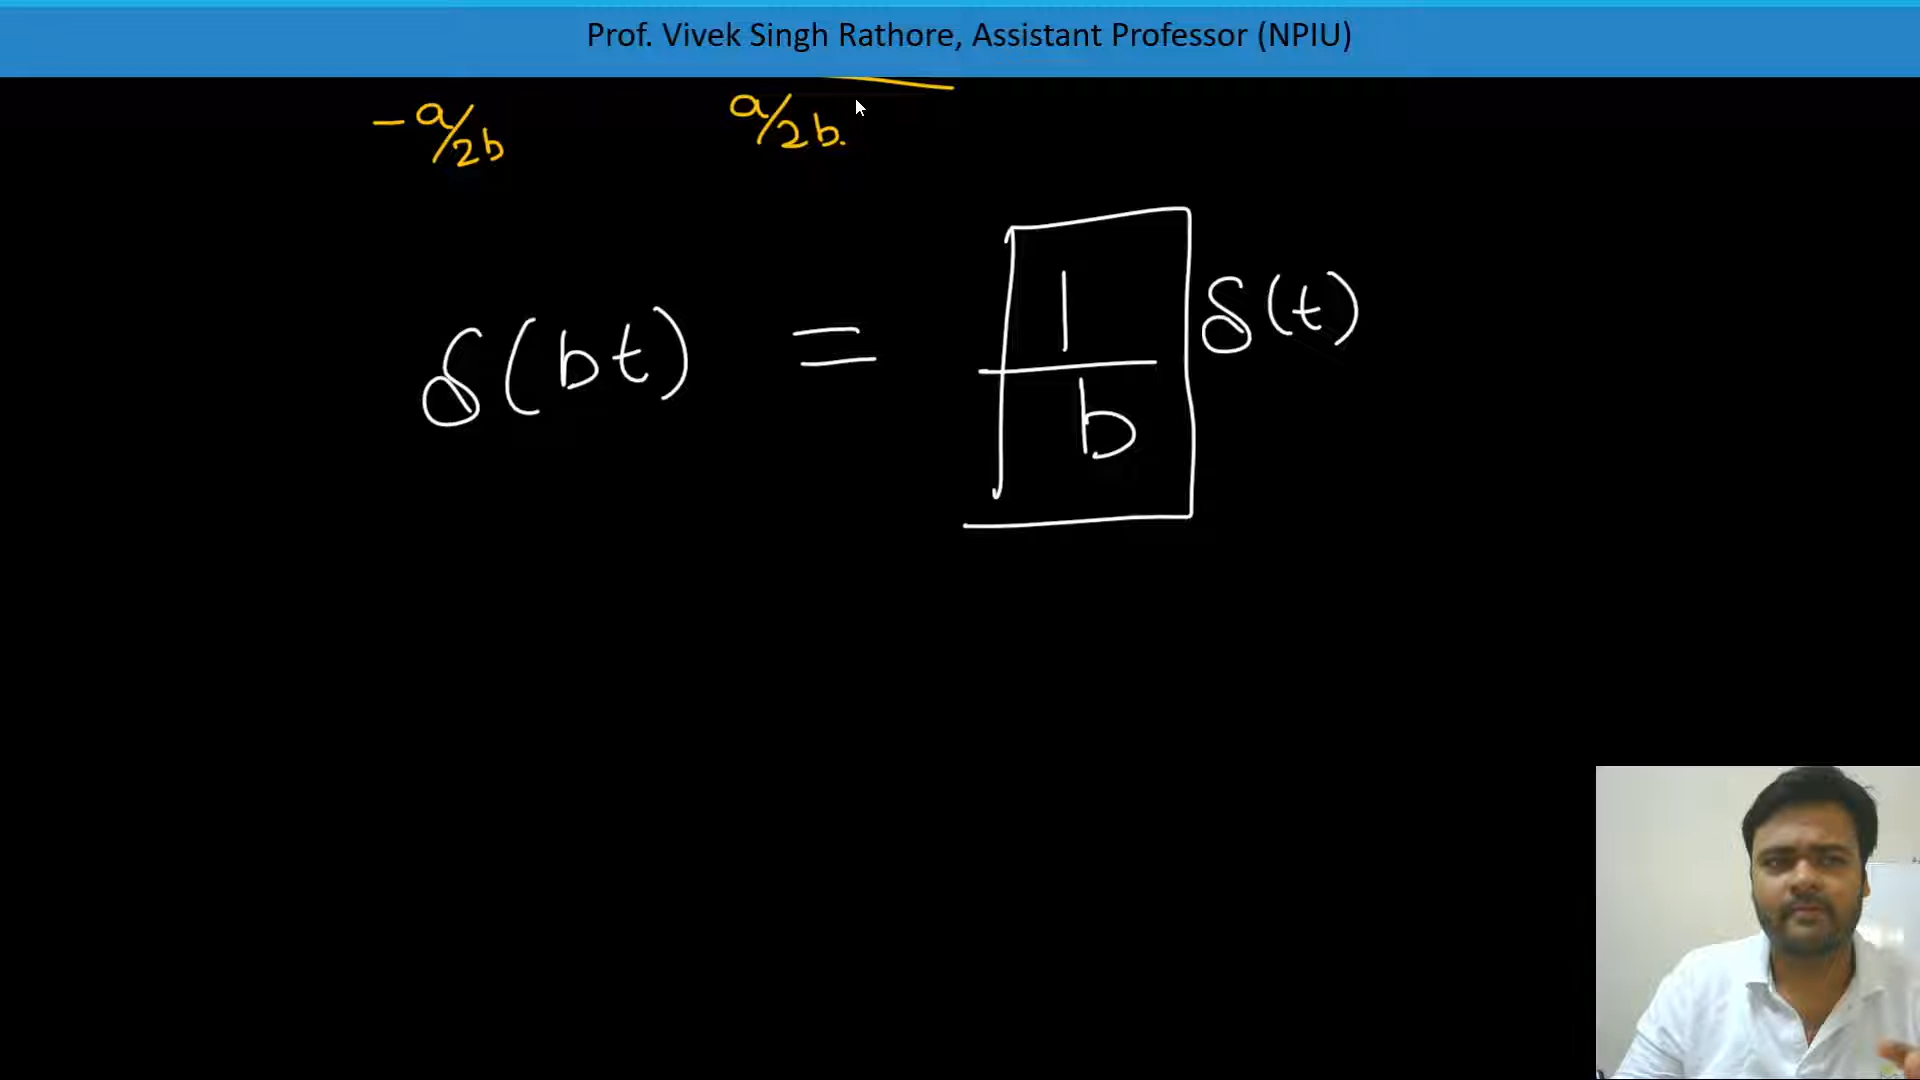 Prof. Vivek Singh Rathore, Assistant Professor (NPIU)
-a/2b a/2b.
δ(bt) = 1/b δ(t)